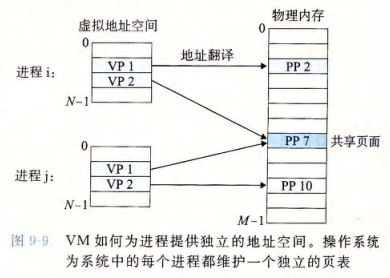 虚拟地址空间
物理内存
0
0
进程 i:
VP 1
VP 2
N-1
地址翻译
PP 2
PP 7
共享页面
进程 j:
0
VP 1
VP 2
N-1
PP 10
M-1
图 9-9 VM 如何为进程提供独立的地址空间。操作系统
为系统中的每个进程都维护一个独立的页表